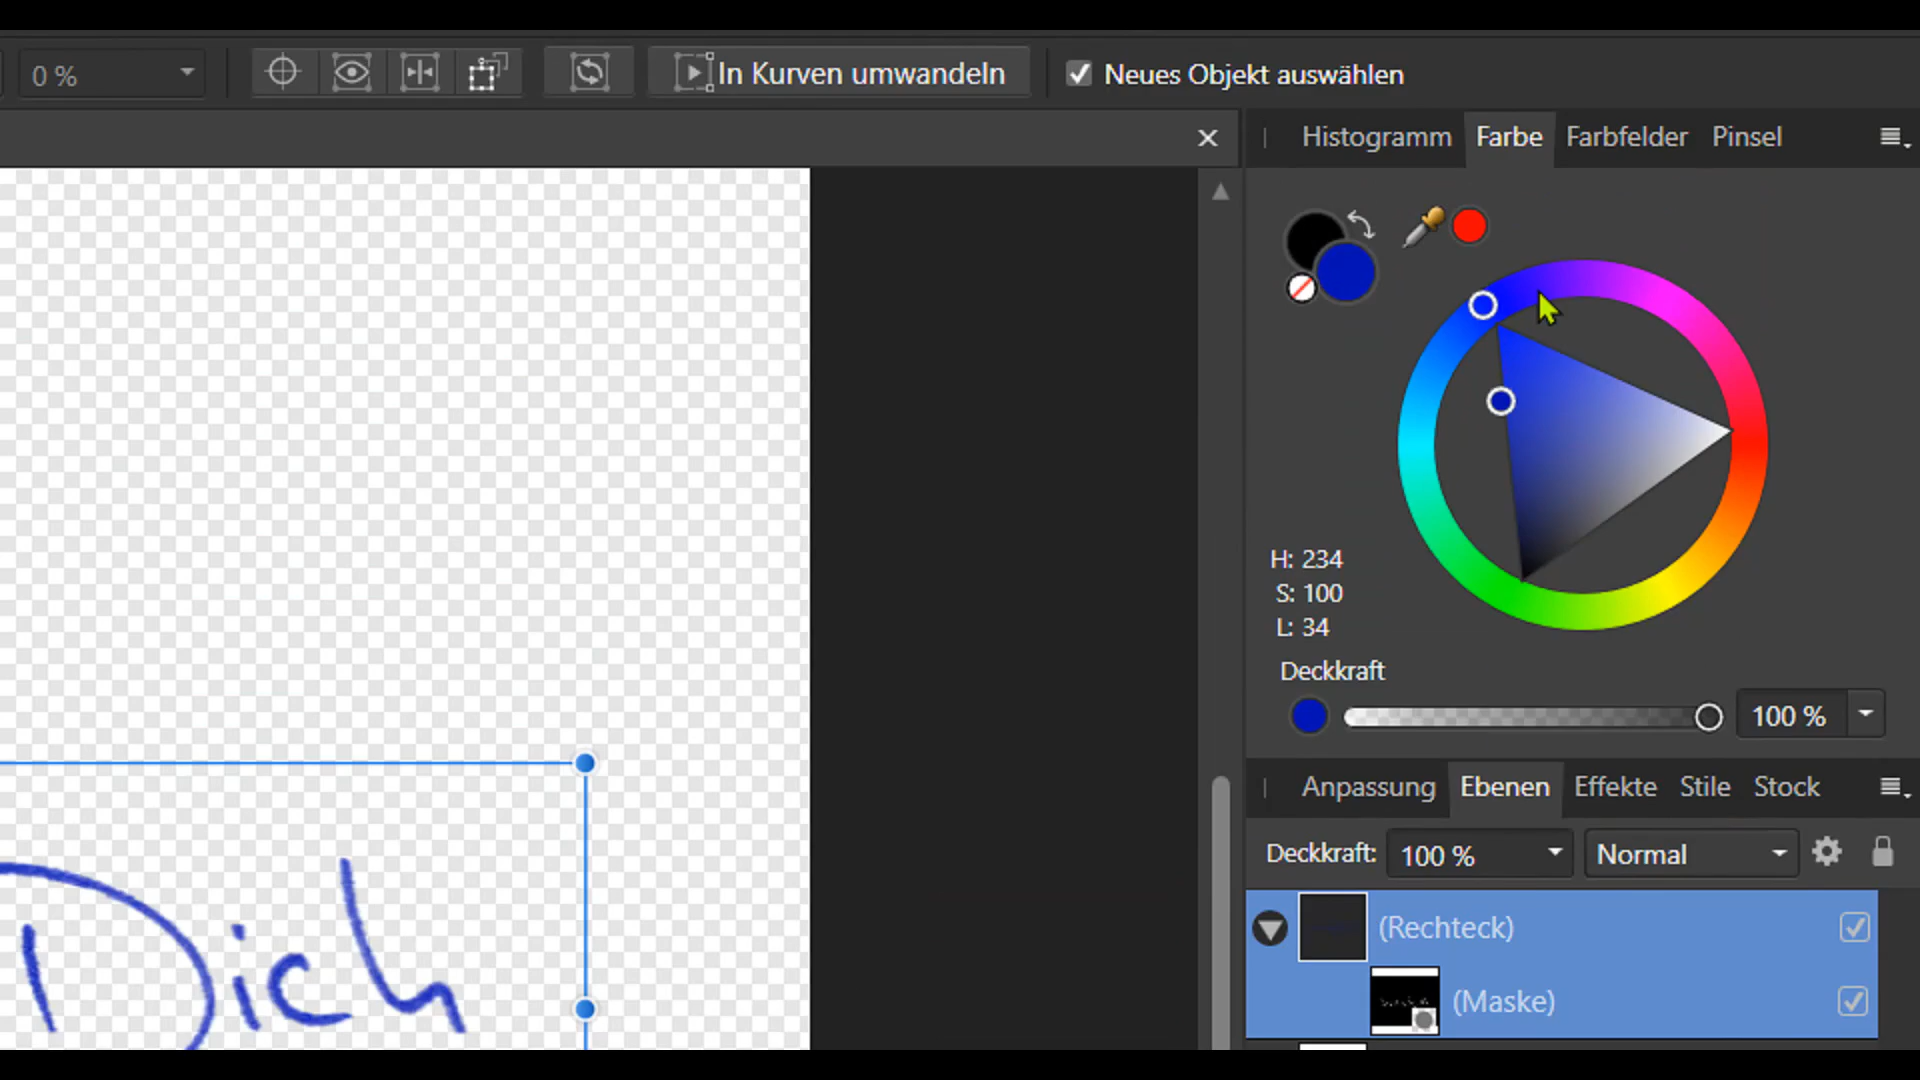 0 %
In Kurven umwandeln
Neues Objekt auswählen
Histogramm Farbe Farbfelder Pinsel
H: 234
S: 100
L: 34
Deckkraft
100 %
Anpassung Ebenen Effekte Stile Stock
Deckkraft: 100 % Normal
(Rechteck)
(Maske)
Dich